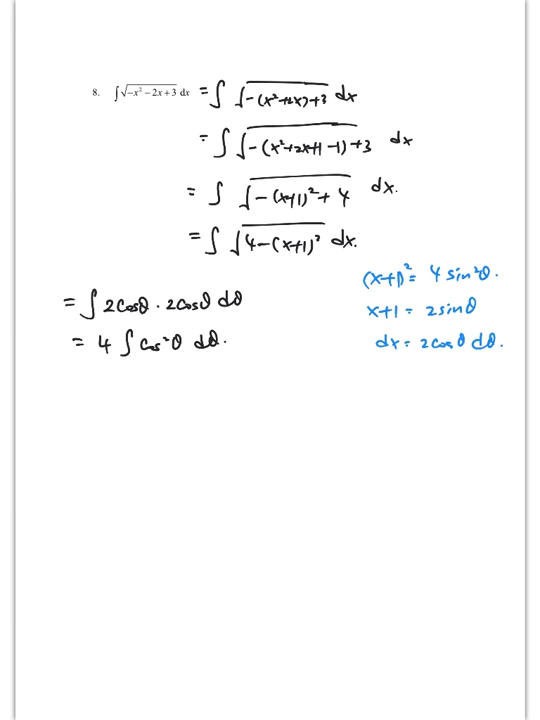 8. ∫√(-x² - 2x + 3) dx = ∫ √(-(x²+2x)+3) dx
= ∫ √(-(x²+2x+1-1)+3) dx
= ∫ √(-(x+1)²+4) dx.
= ∫ √(4-(x+1)²) dx.
(x+1)² = 4 sin²θ.
= ∫ 2cosθ · 2cosθ dθ
x+1 = 2sinθ
= 4 ∫ cos²θ dθ.
dx = 2cosθ dθ.